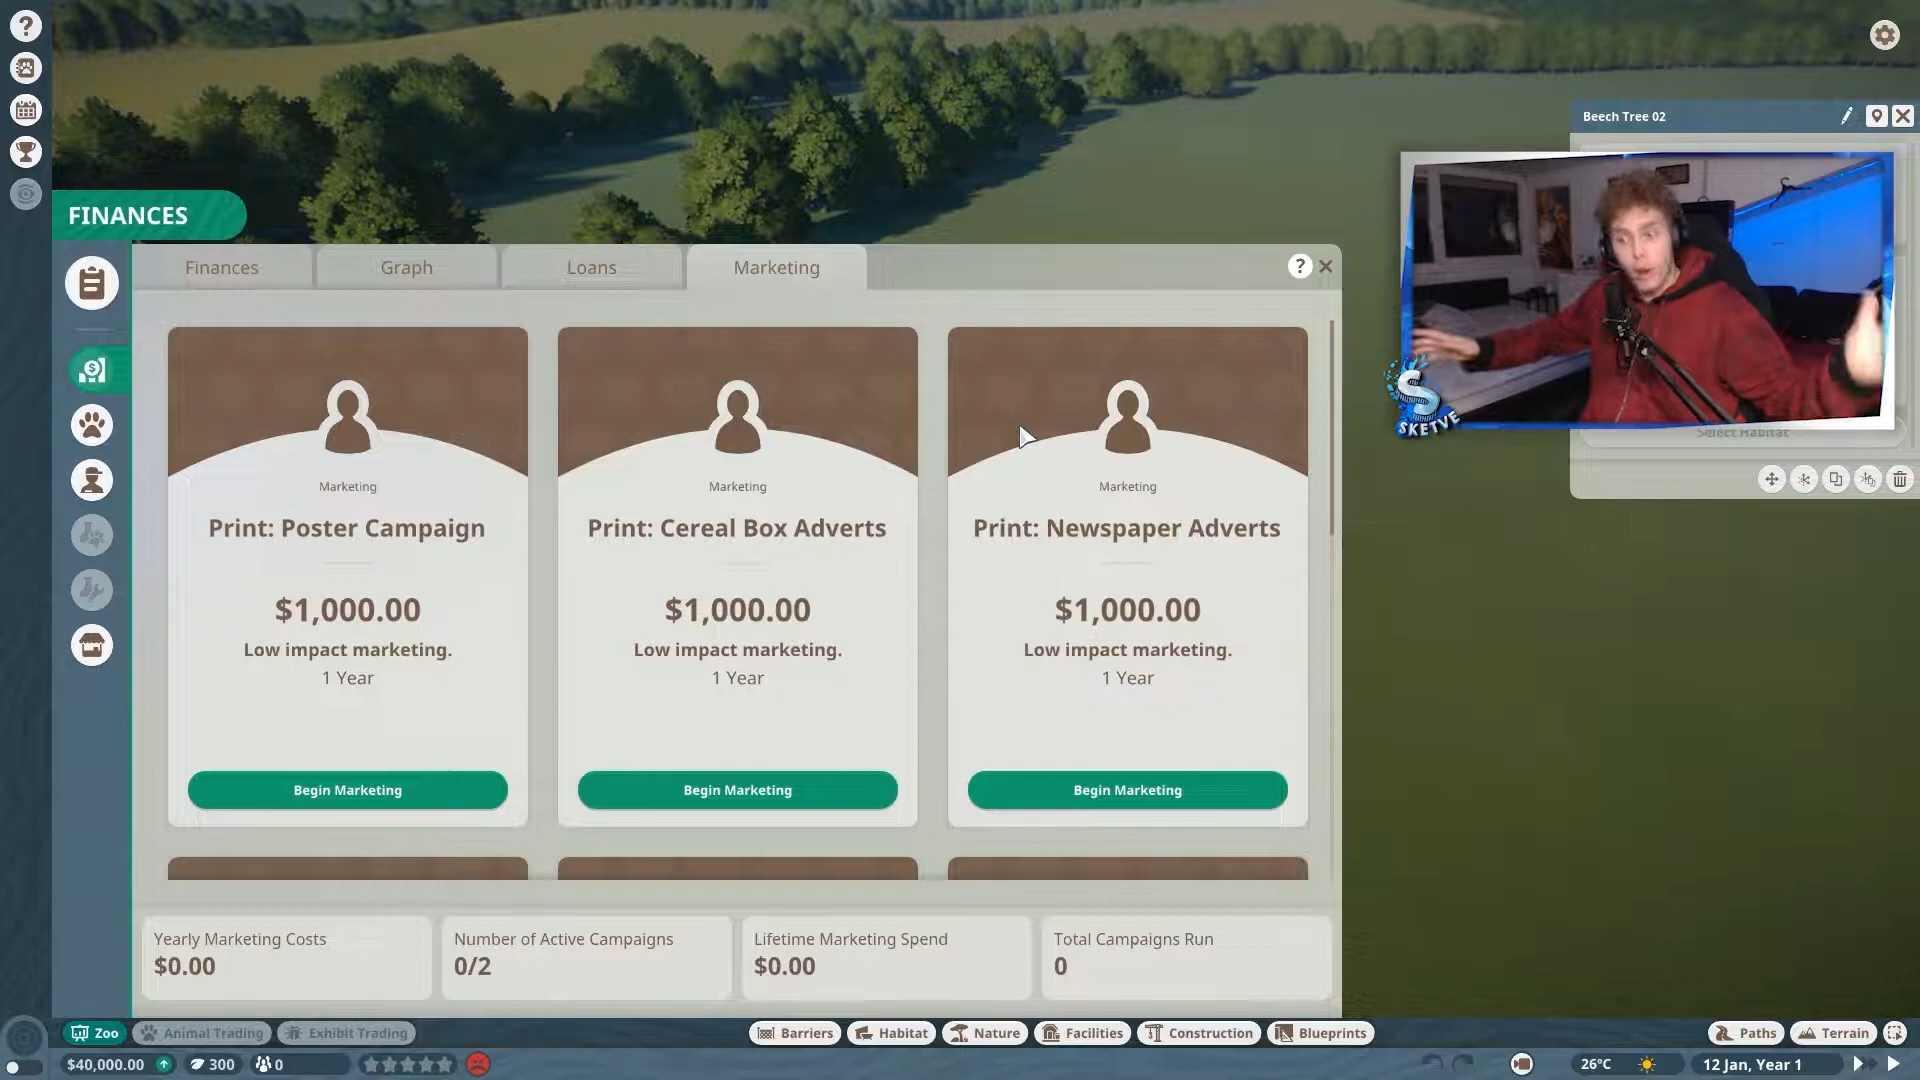 Beech Tree 02
FINANCES
Finances
Graph
Loans
Marketing
?
SKETVE
Select Habitat
Marketing
Print: Poster Campaign
$1,000.00
Low impact marketing.
1 Year
Begin Marketing
Marketing
Print: Cereal Box Adverts
$1,000.00
Low impact marketing.
1 Year
Begin Marketing
Marketing
Print: Newspaper Adverts
$1,000.00
Low impact marketing.
1 Year
Begin Marketing
Yearly Marketing Costs
$0.00
Number of Active Campaigns
0/2
Lifetime Marketing Spend
$0.00
Total Campaigns Run
0
Zoo
Animal Trading
Exhibit Trading
Barriers
Habitat
Nature
Facilities
Construction
Blueprints
Paths
Terrain
$40,000.00
300
0
26°C
12 Jan, Year 1